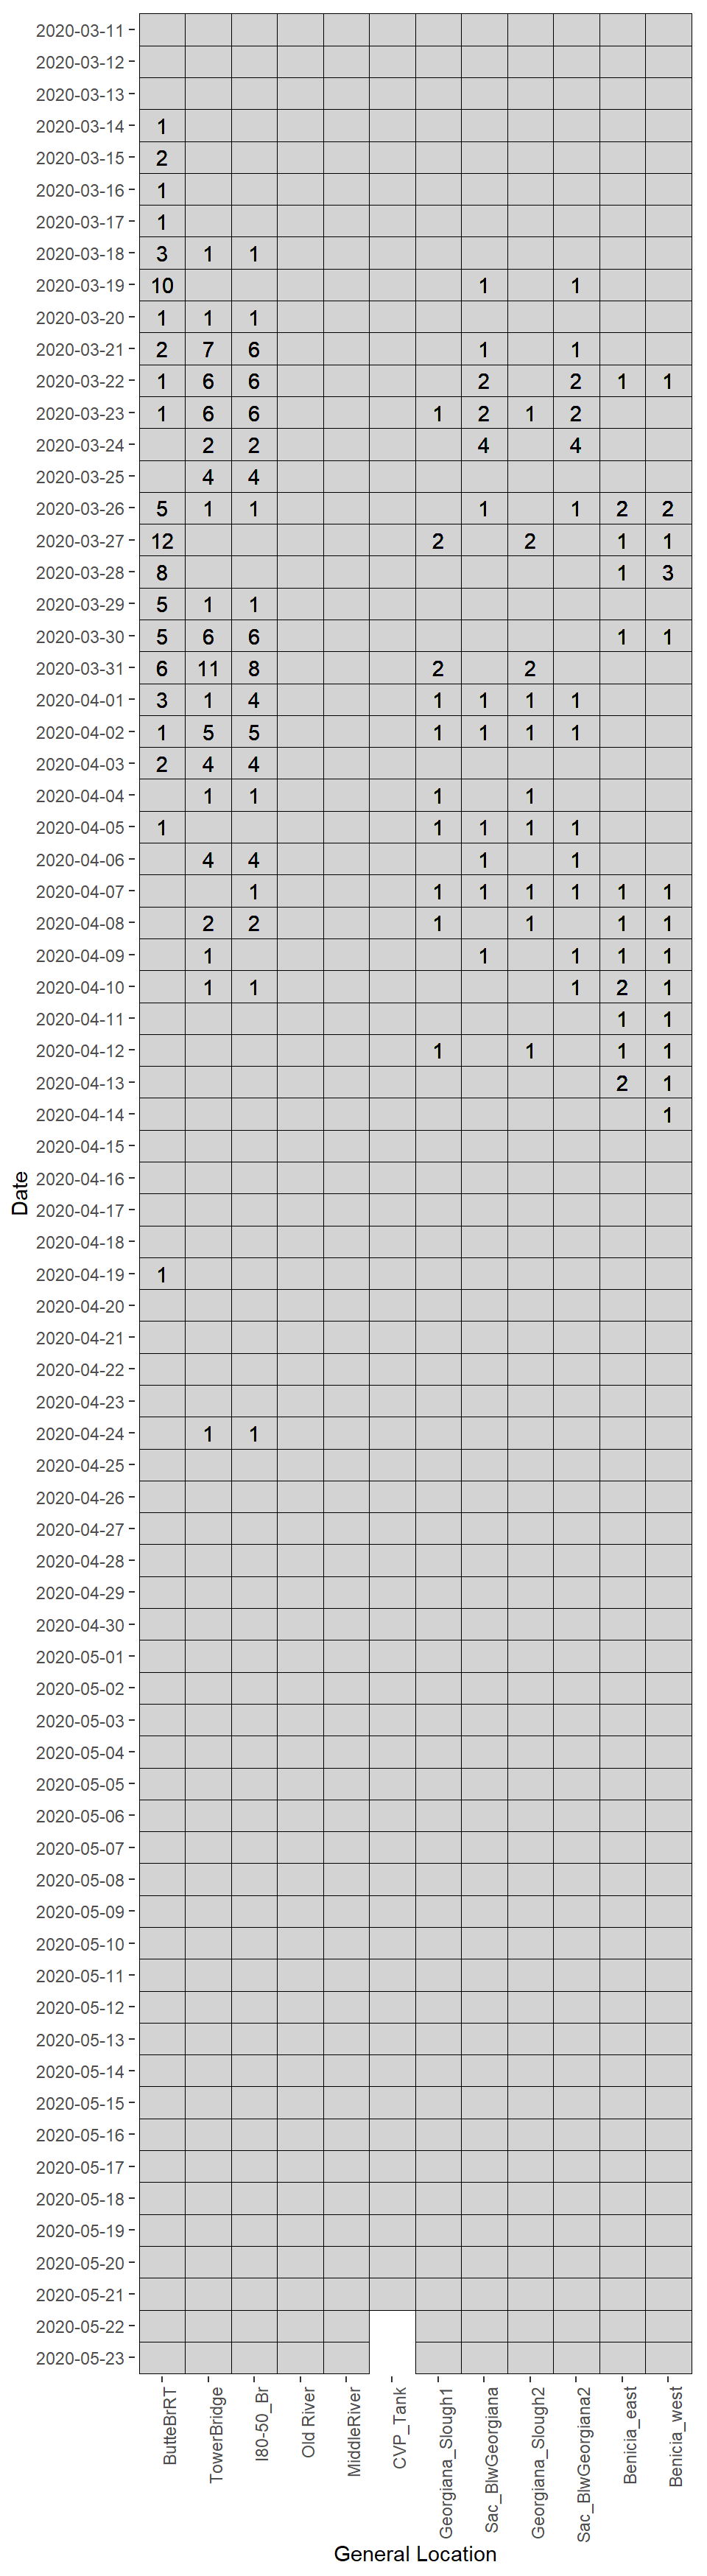 2020-03-11
2020-03-12
2020-03-13
2020-03-14 1
2020-03-15 2
2020-03-16 1
2020-03-17 1
2020-03-18 3 1 1
2020-03-19 10 1 1
2020-03-20 1 1 1
2020-03-21 2 7 6 1 1
2020-03-22 1 6 6 2 2 1 1
2020-03-23 1 6 6 1 2 1 2
2020-03-24 2 2 4 4
2020-03-25 4 4
2020-03-26 5 1 1 1 1 2 2
2020-03-27 12 2 2 1 1
2020-03-28 8 1 3
2020-03-29 5 1 1
2020-03-30 5 6 6 1 1
2020-03-31 6 11 8 2 2
2020-04-01 3 1 4 1 1 1 1
2020-04-02 1 5 5 1 1 1 1
2020-04-03 2 4 4
2020-04-04 1 1 1 1
2020-04-05 1 1 1 1 1
2020-04-06 4 4 1 1
2020-04-07 1 1 1 1 1 1 1
2020-04-08 2 2 1 1 1 1
2020-04-09 1 1 1 1 1
2020-04-10 1 1 1 2 1
2020-04-11 1 1
2020-04-12 1 1 1 1
2020-04-13 2 1
2020-04-14 1
2020-04-15
2020-04-16
2020-04-17
2020-04-18
2020-04-19 1
2020-04-20
2020-04-21
2020-04-22
2020-04-23
2020-04-24 1 1
2020-04-25
2020-04-26
2020-04-27
2020-04-28
2020-04-29
2020-04-30
2020-05-01
2020-05-02
2020-05-03
2020-05-04
2020-05-05
2020-05-06
2020-05-07
2020-05-08
2020-05-09
2020-05-10
2020-05-11
2020-05-12
2020-05-13
2020-05-14
2020-05-15
2020-05-16
2020-05-17
2020-05-18
2020-05-19
2020-05-20
2020-05-21
2020-05-22
2020-05-23
Date
ButteBrRT
TowerBridge
I80-50_Br
Old River
MiddleRiver
CVP_Tank
Georgiana_Slough1
Sac_BlwGeorgiana
Georgiana_Slough2
Sac_BlwGeorgiana2
Benicia_east
Benicia_west
General Location